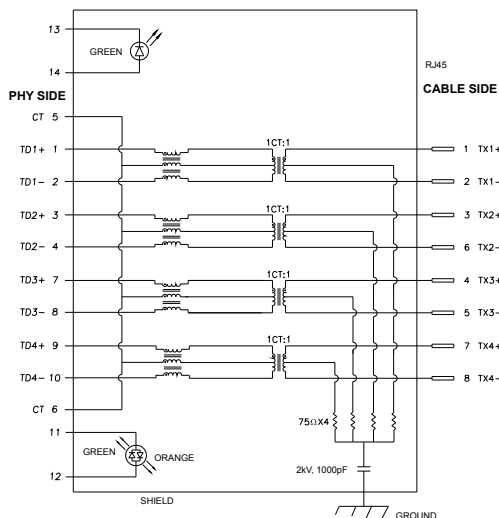 13
GREEN
14
RJ45
PHY SIDE
CABLE SIDE
CT 5
1CT:1
TD1+ 1
1 TX1+
TD1- 2
2 TX1-
1CT:1
TD2+ 3
3 TX2+
TD2- 4
6 TX2-
1CT:1
TD3+ 7
4 TX3+
TD3- 8
5 TX3-
1CT:1
TD4+ 9
7 TX4+
TD4- 10
8 TX4-
CT 6
75ΩX4
11
GREEN
ORANGE
12
2kV, 1000pF
SHIELD
GROUND